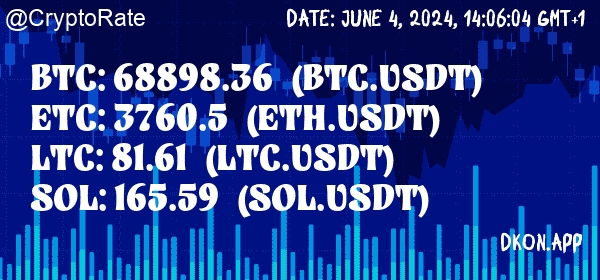 @CryptoRate
DATE: JUNE 4, 2024, 14:06:04 GMT+1
BTC: 68898.36 (BTC.USDT)
ETC: 3760.5 (ETH.USDT)
LTC: 81.61 (LTC.USDT)
SOL: 165.59 (SOL.USDT)
DKON.APP